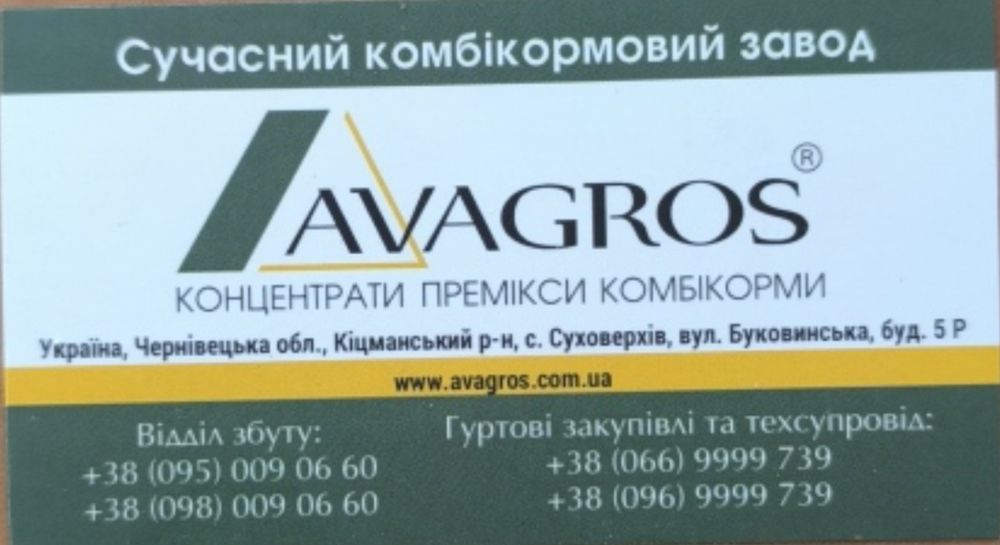 Сучасний комбікормовий завод
AVAGROS®
КОНЦЕНТРАТИ ПРЕМІКСИ КОМБІКОРМИ
Україна, Чернівецька обл., Кіцманський р-н, с. Суховерхів, вул. Буковинська, буд. 5 Р
www.avagros.com.ua
Відділ збуту:
+38 (095) 009 06 60
+38 (098) 009 06 60
Гуртові закупівлі та техсупровід:
+38 (066) 9999 739
+38 (096) 9999 739